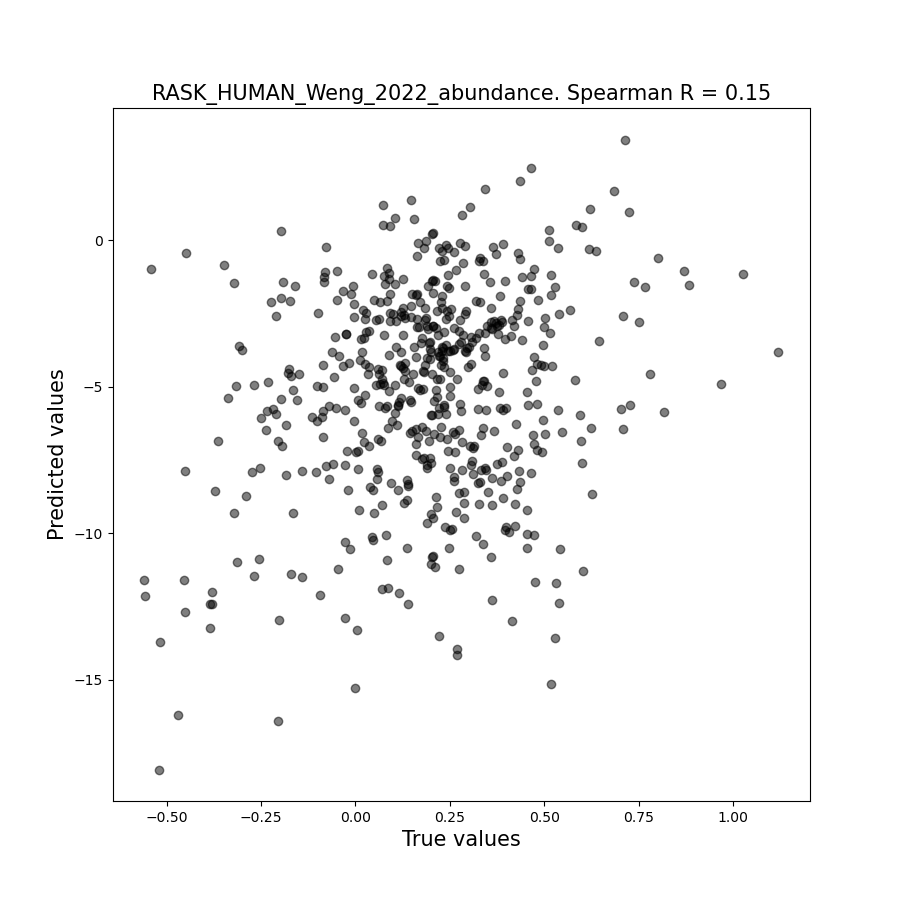 RASK_HUMAN_Weng_2022_abundance. Spearman R = 0.15
Predicted values
0
−5
−10
−15
−0.50 −0.25 0.00 0.25 0.50 0.75 1.00
True values